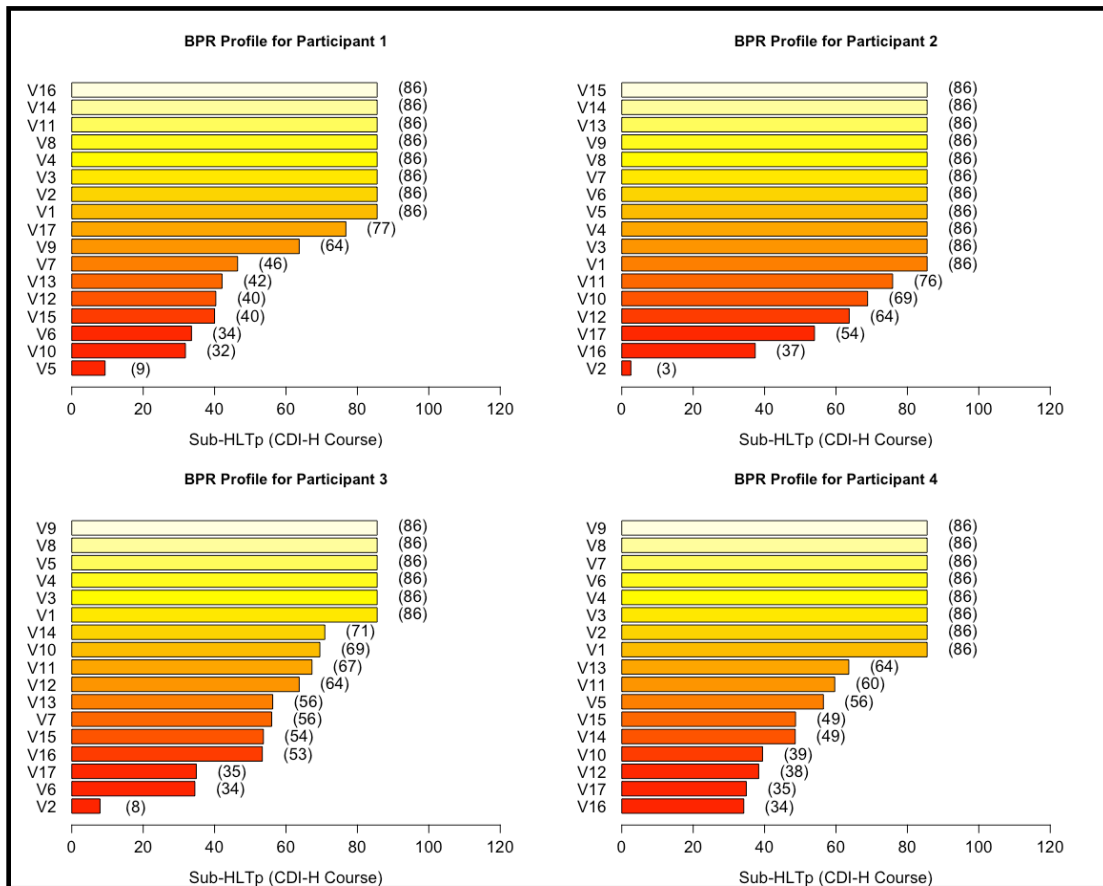 BPR Profile for Participant 1
V16 (86)
V14 (86)
V11 (86)
V8 (86)
V4 (86)
V3 (86)
V2 (86)
V1 (86)
V17 (77)
V9 (64)
V7 (46)
V13 (42)
V12 (40)
V15 (40)
V6 (34)
V10 (32)
V5 (9)
0 20 40 60 80 100 120
Sub-HLTp (CDI-H Course)
BPR Profile for Participant 2
V15 (86)
V14 (86)
V13 (86)
V9 (86)
V8 (86)
V7 (86)
V6 (86)
V5 (86)
V4 (86)
V3 (86)
V1 (86)
V11 (76)
V10 (69)
V12 (64)
V17 (54)
V16 (37)
V2 (3)
0 20 40 60 80 100 120
Sub-HLTp (CDI-H Course)
BPR Profile for Participant 3
V9 (86)
V8 (86)
V5 (86)
V4 (86)
V3 (86)
V1 (86)
V14 (71)
V10 (69)
V11 (67)
V12 (64)
V13 (56)
V7 (56)
V15 (54)
V16 (53)
V17 (35)
V6 (34)
V2 (8)
0 20 40 60 80 100 120
Sub-HLTp (CDI-H Course)
BPR Profile for Participant 4
V9 (86)
V8 (86)
V7 (86)
V6 (86)
V4 (86)
V3 (86)
V2 (86)
V1 (86)
V13 (64)
V11 (60)
V5 (56)
V15 (49)
V14 (49)
V10 (39)
V12 (38)
V17 (35)
V16 (34)
0 20 40 60 80 100 120
Sub-HLTp (CDI-H Course)